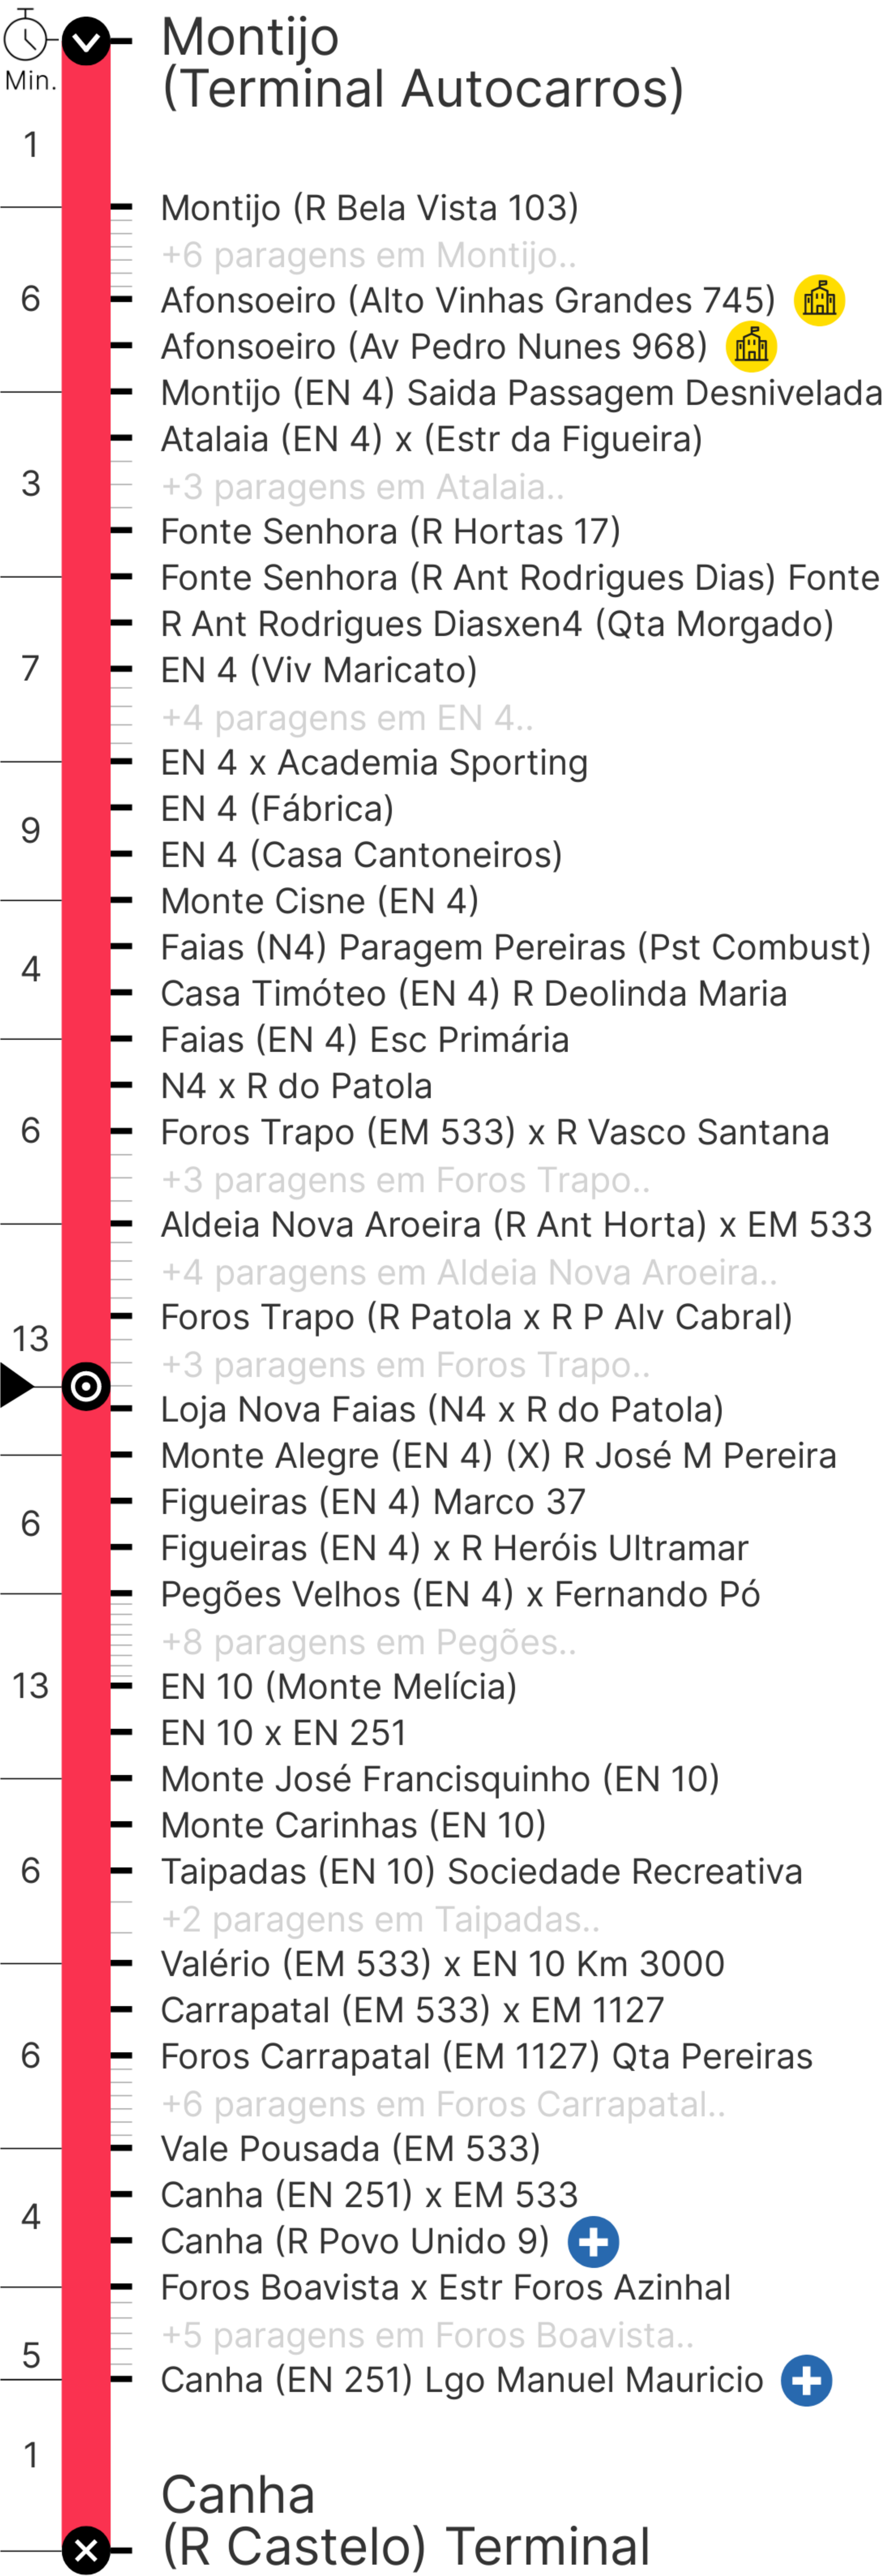 Montijo
(Terminal Autocarros)
Min.
1
Montijo (R Bela Vista 103)
+6 paragens em Montijo..
6
Afonsoeiro (Alto Vinhas Grandes 745)
Afonsoeiro (Av Pedro Nunes 968)
Montijo (EN 4) Saida Passagem Desnivelada
Atalaia (EN 4) x (Estr da Figueira)
3
+3 paragens em Atalaia..
Fonte Senhora (R Hortas 17)
Fonte Senhora (R Ant Rodrigues Dias) Fonte
R Ant Rodrigues Diasxen4 (Qta Morgado)
7
EN 4 (Viv Maricato)
+4 paragens em EN 4..
EN 4 x Academia Sporting
EN 4 (Fábrica)
9
EN 4 (Casa Cantoneiros)
Monte Cisne (EN 4)
Faias (N4) Paragem Pereiras (Pst Combust)
4
Casa Timóteo (EN 4) R Deolinda Maria
Faias (EN 4) Esc Primária
N4 x R do Patola
6
Foros Trapo (EM 533) x R Vasco Santana
+3 paragens em Foros Trapo..
Aldeia Nova Aroeira (R Ant Horta) x EM 533
+4 paragens em Aldeia Nova Aroeira..
Foros Trapo (R Patola x R P Alv Cabral)
13
+3 paragens em Foros Trapo..
Loja Nova Faias (N4 x R do Patola)
Monte Alegre (EN 4) (X) R José M Pereira
Figueiras (EN 4) Marco 37
6
Figueiras (EN 4) x R Heróis Ultramar
Pegões Velhos (EN 4) x Fernando Pó
+8 paragens em Pegões..
13
EN 10 (Monte Melícia)
EN 10 x EN 251
Monte José Francisquinho (EN 10)
Monte Carinhas (EN 10)
6
Taipadas (EN 10) Sociedade Recreativa
+2 paragens em Taipadas..
Valério (EM 533) x EN 10 Km 3000
Carrapatal (EM 533) x EM 1127
6
Foros Carrapatal (EM 1127) Qta Pereiras
+6 paragens em Foros Carrapatal..
Vale Pousada (EM 533)
Canha (EN 251) x EM 533
4
Canha (R Povo Unido 9)
Foros Boavista x Estr Foros Azinhal
+5 paragens em Foros Boavista..
5
Canha (EN 251) Lgo Manuel Mauricio
1
Canha
(R Castelo) Terminal